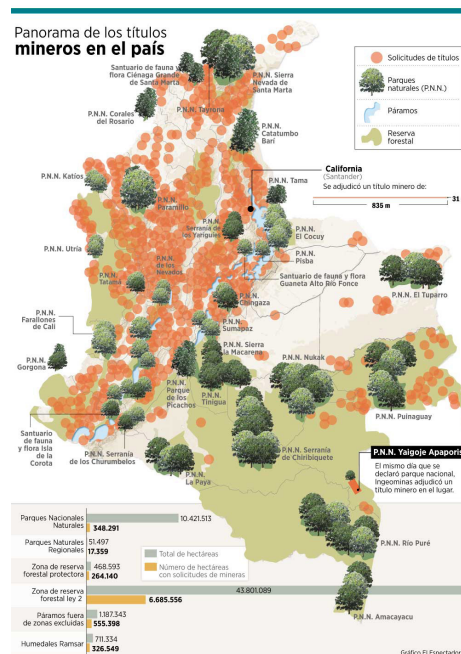 Panorama de los títulos
mineros en el país
Solicitudes de títulos
Parques
naturales (P.N.N.)
Páramos
Reserva
forestal
Santuario de fauna y
flora Ciénaga Grande
de Santa Marta
P.N.N. Sierra
Nevada de
Santa Marta
P.N.N. Tayrona
P.N.N. Corales
del Rosario
P.N.N.
Catatumbo
Barí
California
(Santander)
Se adjudicó un título minero de:
31
835 m
P.N.N. Katíos
P.N.N. Tama
P.N.N.
Paramillo
P.N.N.
Serranía de
los Yariguíes
P.N.N.
El Cocuy
P.N.N. Utría
P.N.N.
Pisba
P.N.N.
de los
Nevados
Santuario de fauna y flora
Guaneta Alto Río Fonce
P.N.N.
Tatamá
P.N.N.
Chingaza
P.N.N. El Tuparro
P.N.N.
Farallones
de Cali
P.N.N.
Sumapaz
P.N.N. Sierra
la Macarena
P.N.N. Nukak
P.N.N.
Gorgona
P.N.N.
Parque
de los
Picachos
P.N.N.
Tinigua
P.N.N. Puinaguay
Santuario
de fauna
y flora Isla
de la
Corota
P.N.N. Serranía
de los Churumbelos
P.N.N. Serranía
de Chiribiquete
P.N.N.
La Paya
P.N.N. Yaigoje Apaporis
El mismo día que se
declaró parque nacional,
Ingeominas adjudicó un
título minero en el lugar.
P.N.N. Río Puré
P.N.N. Amacayacu
Parques Nacionales
Naturales
10.421.513
348.291
Parques Naturales
Regionales
51.497
17.359
Total de hectáreas
Número de hectáreas
con solicitudes de mineras
Zona de reserva
forestal protectora
468.593
264.140
Zona de reserva
forestal ley 2
43.801.089
6.685.556
Páramos fuera
de zonas excluidas
1.187.343
555.398
Humedales Ramsar
711.334
326.549
Gráfico El Espectador